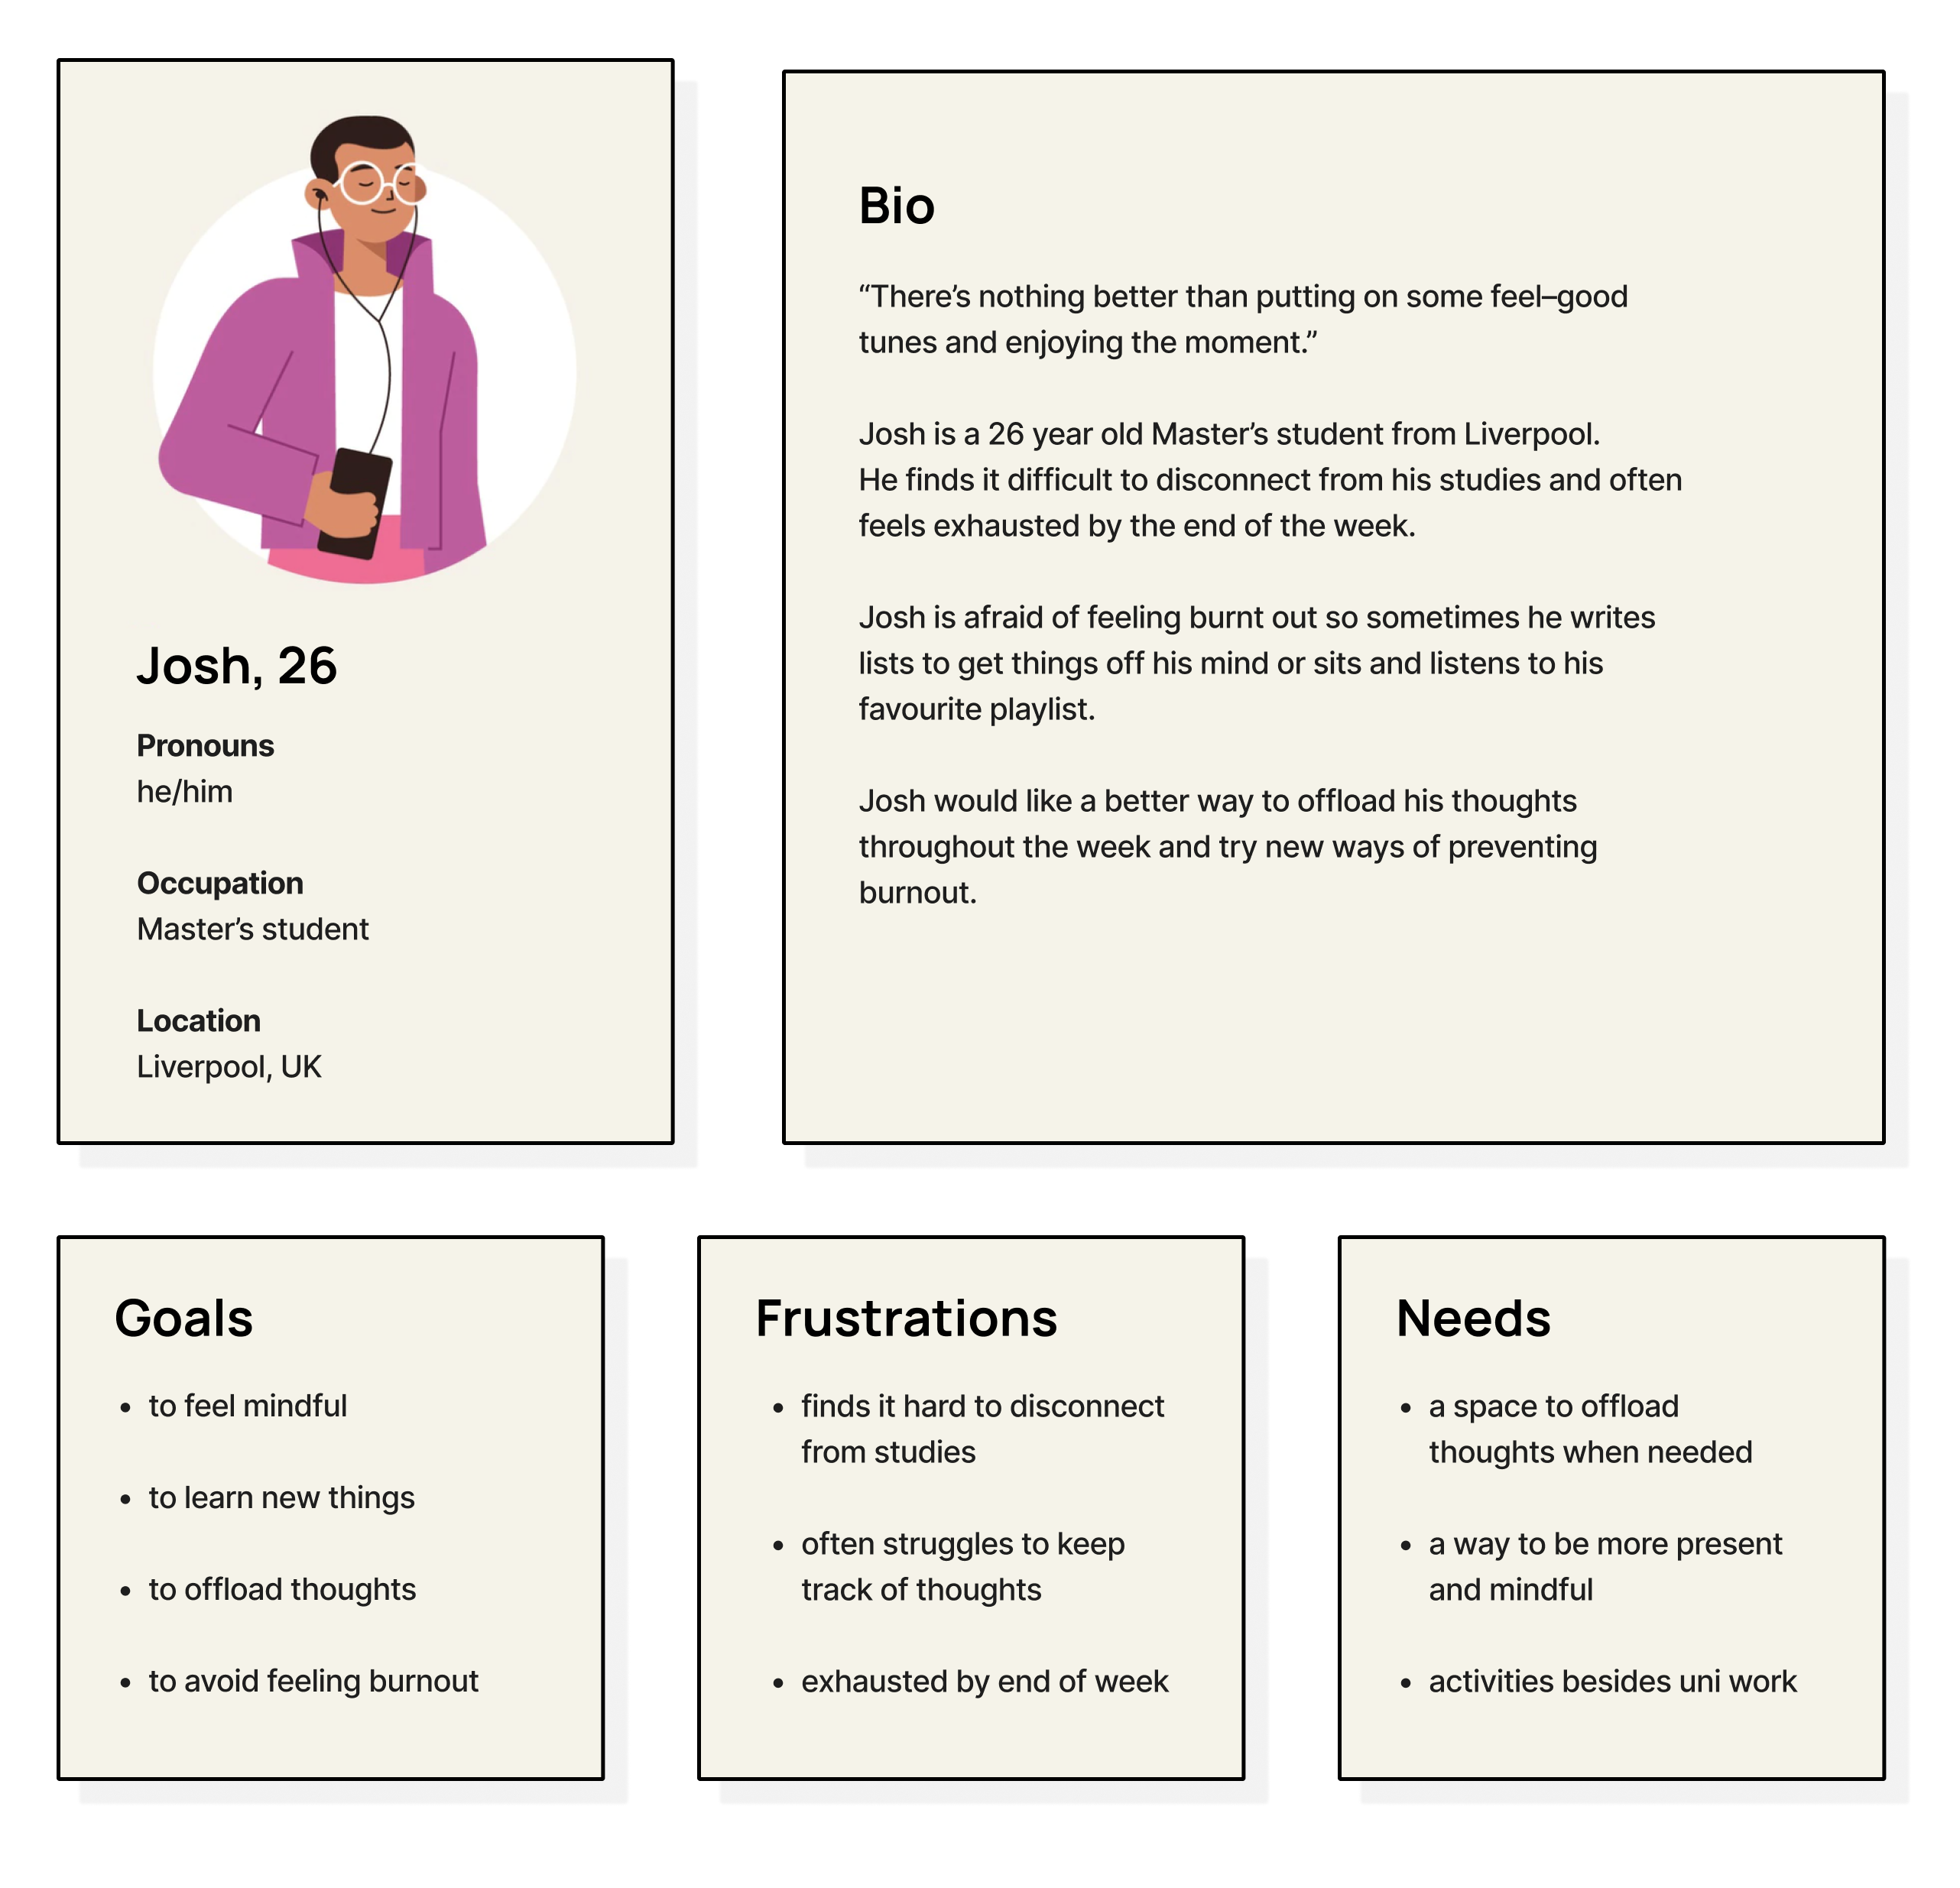 Josh, 26
Pronouns
he/him
Occupation
Master’s student
Location
Liverpool, UK
Bio
“There’s nothing better than putting on some feel–good
tunes and enjoying the moment.”
Josh is a 26 year old Master’s student from Liverpool.
He finds it difficult to disconnect from his studies and often
feels exhausted by the end of the week.
Josh is afraid of feeling burnt out so sometimes he writes
lists to get things off his mind or sits and listens to his
favourite playlist.
Josh would like a better way to offload his thoughts
throughout the week and try new ways of preventing
burnout.
Goals
• to feel mindful
• to learn new things
• to offload thoughts
• to avoid feeling burnout
Frustrations
• finds it hard to disconnect
from studies
• often struggles to keep
track of thoughts
• exhausted by end of week
Needs
• a space to offload
thoughts when needed
• a way to be more present
and mindful
• activities besides uni work